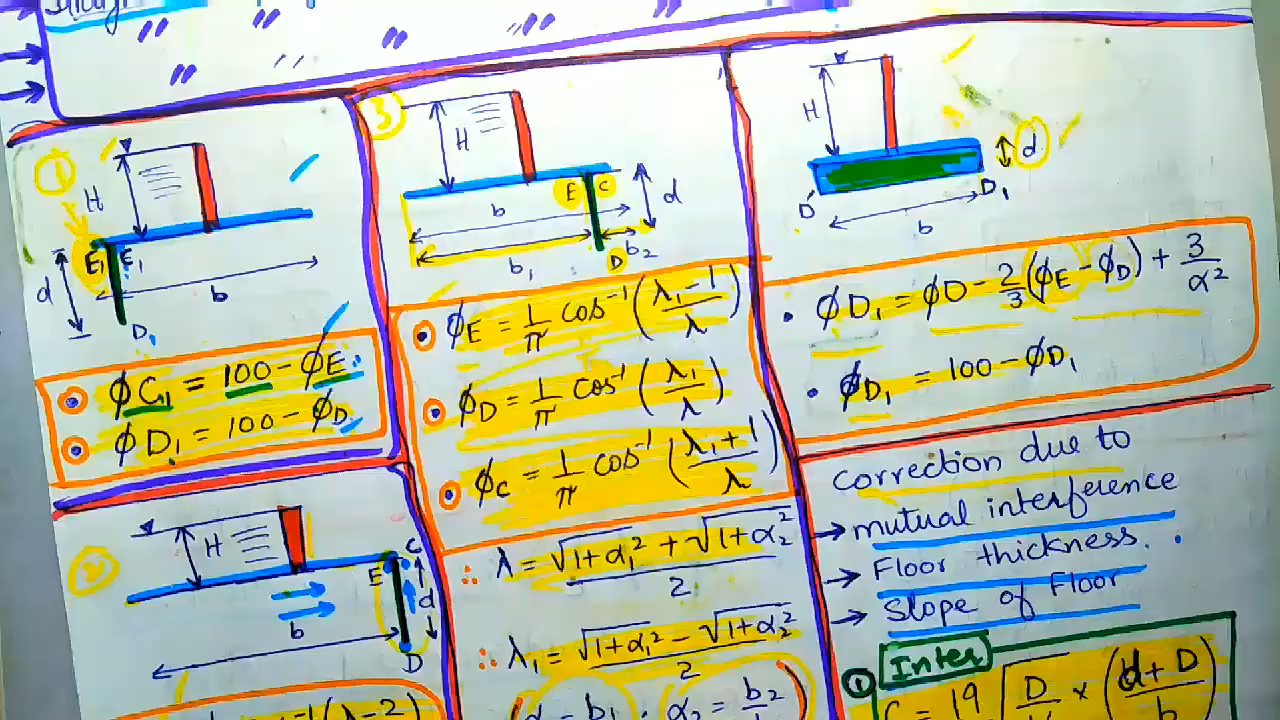 ①
H
E₁
E₁
d
b
D₁
• ϕC₁ = 100 - ϕE₁
• ϕD₁ = 100 - ϕD
②
H
C
E
d
b
D
③
H
E
C
b
d
b₁
b₂
D
• ϕE = 1/π cos⁻¹ ((λ₁-1)/λ)
• ϕD = 1/π cos⁻¹ (λ₁/λ)
• ϕC = 1/π cos⁻¹ ((λ₁+1)/λ)
∴ λ = (√(1+α₁²) + √(1+α₂²))/2
∴ λ₁ = (√(1+α₁²) - √(1+α₂²))/2
α₂ = b₂
H
d
D'
D₁
b
• ϕD₁ = ϕD - 2/3 (ϕE - ϕD) + 3/α²
• ϕD₁ = 100 - ϕD₁
correction due to
→ mutual interference
→ Floor thickness.
→ Slope of Floor
① Inter
C = 19 √(D/) × ((d+D)/b)